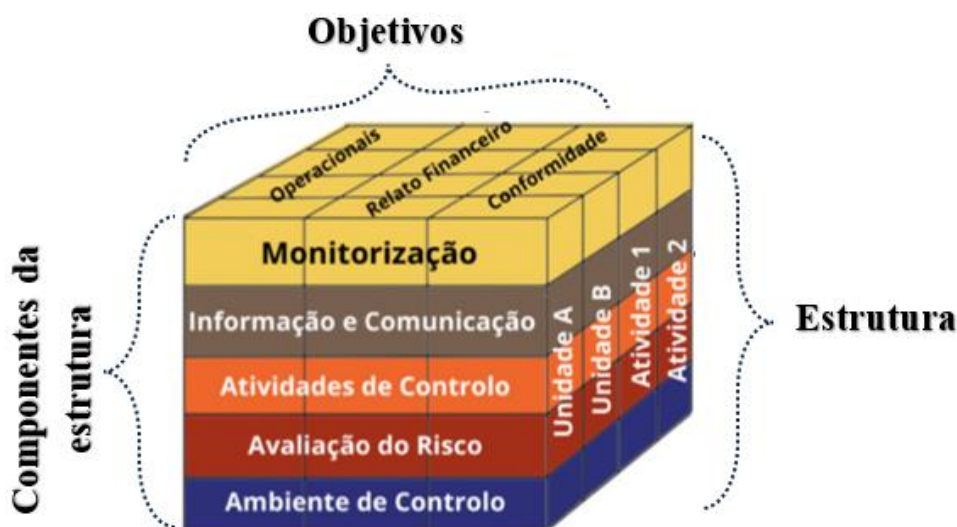 Objetivos
Operacionais
Relato Financeiro
Conformidade
Componentes da
estrutura
Monitorização
Informação e Comunicação
Atividades de Controlo
Avaliação do Risco
Ambiente de Controlo
Unidade A
Unidade B
Atividade 1
Atividade 2
Estrutura